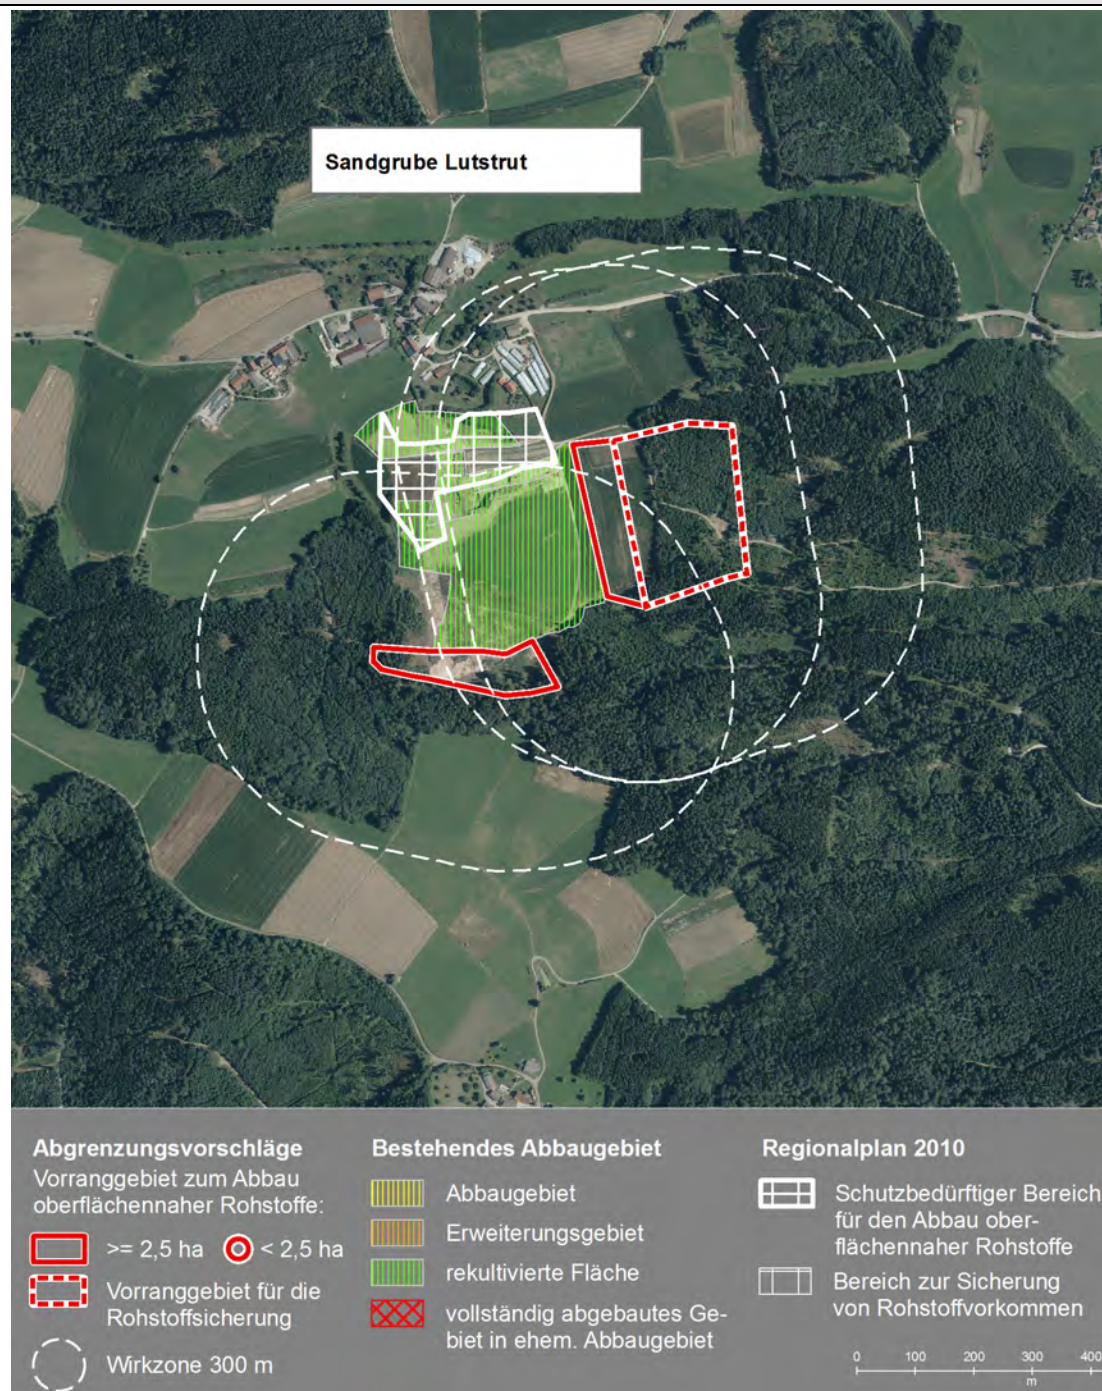 Sandgrube Lutstrut
Abgrenzungsvorschläge
Vorranggebiet zum Abbau
oberflächennaher Rohstoffe:
>= 2,5 ha < 2,5 ha
Vorranggebiet für die
Rohstoffsicherung
Wirkzone 300 m
Bestehendes Abbaugebiet
Abbaugebiet
Erweiterungsgebiet
rekultivierte Fläche
vollständig abgebautes Ge-
biet in ehem. Abbaugebiet
Regionalplan 2010
Schutzbedürftiger Bereich
für den Abbau ober-
flächennaher Rohstoffe
Bereich zur Sicherung
von Rohstoffvorkommen
0 100 200 300 400
m